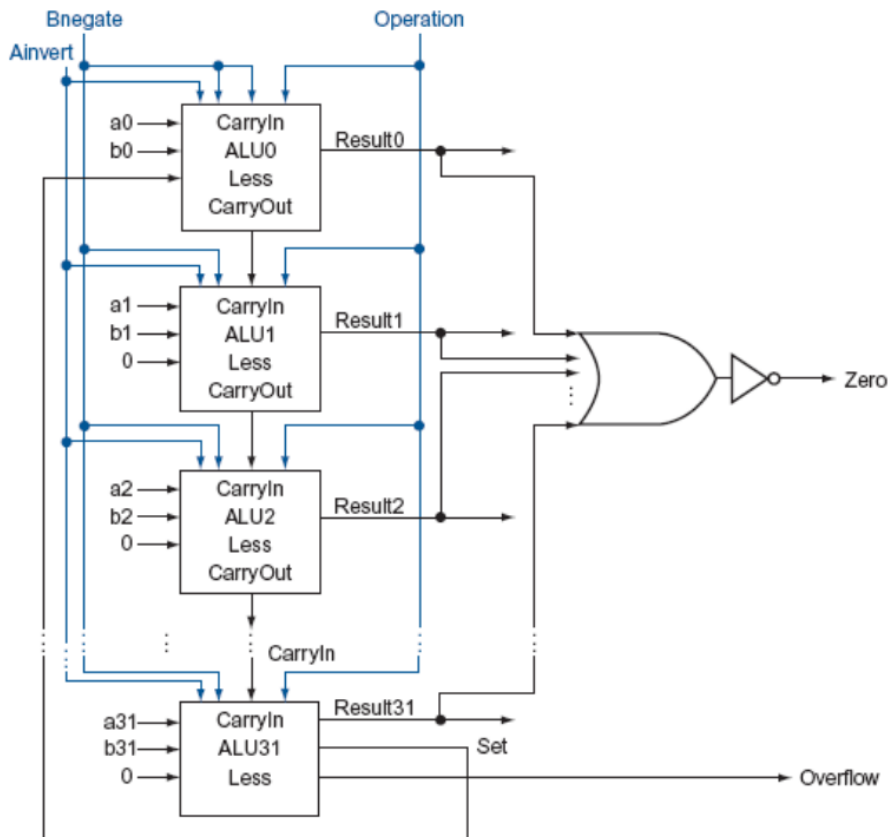 Bnegate Operation
Ainvert
a0 CarryIn Result0
b0 ALU0
Less
CarryOut
a1 CarryIn Result1
b1 ALU1
0 Less
CarryOut
Zero
a2 CarryIn Result2
b2 ALU2
0 Less
CarryOut
CarryIn
a31 CarryIn Result31
b31 ALU31 Set
0 Less Overflow